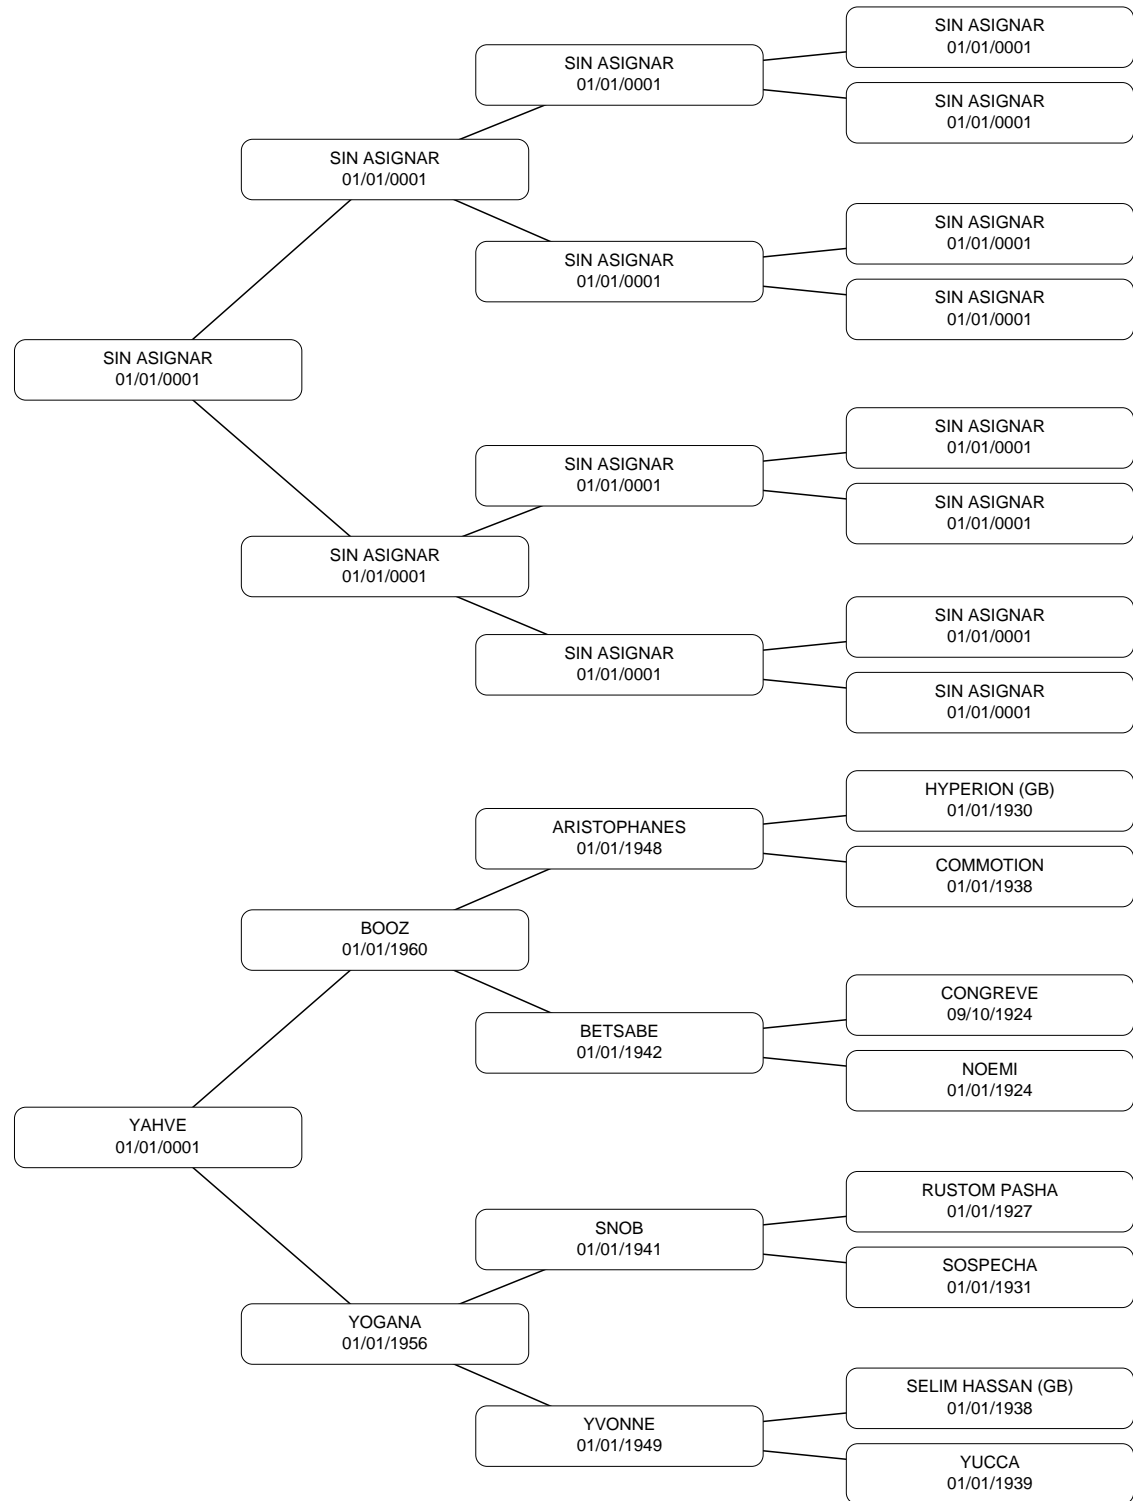 SIN ASIGNAR
01/01/0001
SIN ASIGNAR
01/01/0001
SIN ASIGNAR
01/01/0001
SIN ASIGNAR
01/01/0001
SIN ASIGNAR
01/01/0001
SIN ASIGNAR
01/01/0001
SIN ASIGNAR
01/01/0001
SIN ASIGNAR
01/01/0001
SIN ASIGNAR
01/01/0001
SIN ASIGNAR
01/01/0001
SIN ASIGNAR
01/01/0001
SIN ASIGNAR
01/01/0001
SIN ASIGNAR
01/01/0001
SIN ASIGNAR
01/01/0001
SIN ASIGNAR
01/01/0001
HYPERION (GB)
01/01/1930
ARISTOPHANES
01/01/1948
COMMOTION
01/01/1938
BOOZ
01/01/1960
CONGREVE
09/10/1924
BETSABE
01/01/1942
NOEMI
01/01/1924
YAHVE
01/01/0001
RUSTOM PASHA
01/01/1927
SNOB
01/01/1941
SOSPECHA
01/01/1931
YOGANA
01/01/1956
SELIM HASSAN (GB)
01/01/1938
YVONNE
01/01/1949
YUCCA
01/01/1939